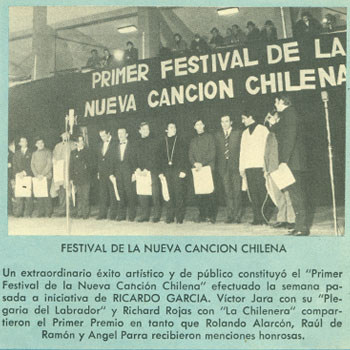 PRIMER FESTIVAL DE LA
NUEVA CANCION CHILENA
FESTIVAL DE LA NUEVA CANCION CHILENA
Un extraordinario éxito artístico y de público constituyó el "Primer
Festival de la Nueva Canción Chilena" efectuado la semana pa-
sada a iniciativa de RICARDO GARCIA. Víctor Jara con su "Ple-
garia del Labrador" y Richard Rojas con "La Chilenera" compar-
tieron el Primer Premio en tanto que Rolando Alarcón, Raúl de
Ramón y Angel Parra recibieron menciones honrosas.